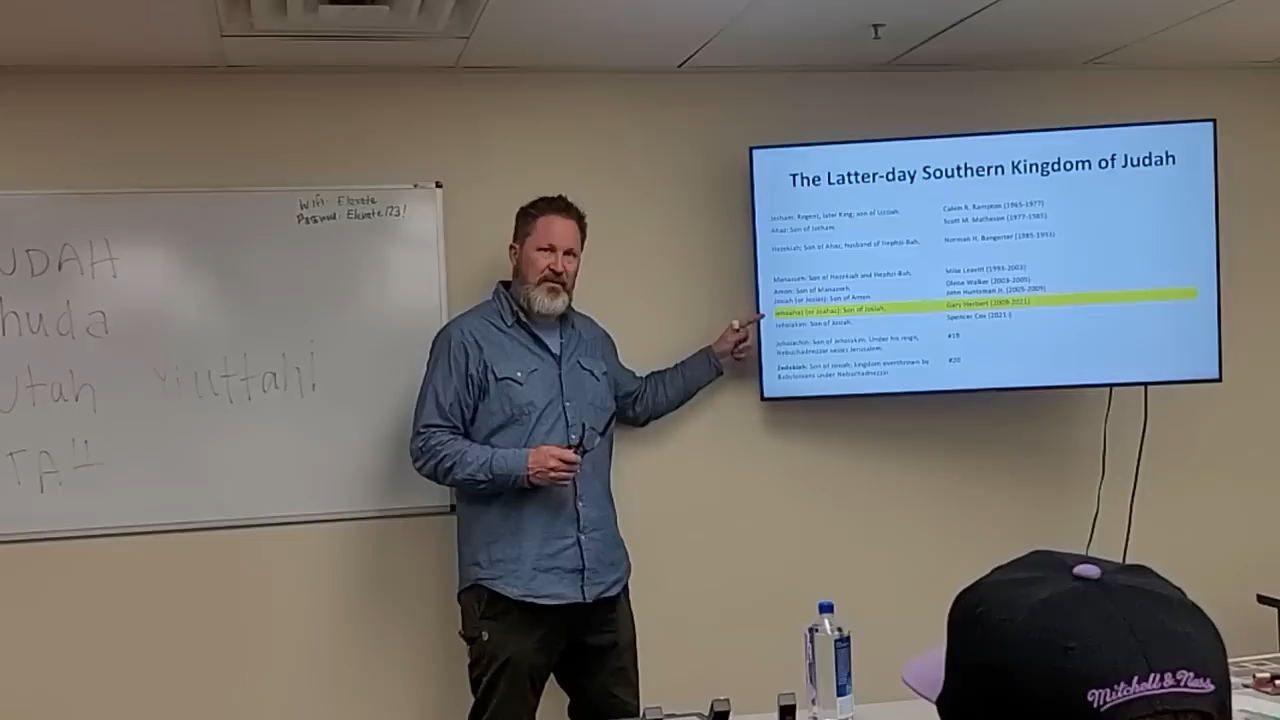 Wifi: Elevate
Passwd: Elevate123!
UDAH
huda
Utah Yuttah!
TAH
The Latter-day Southern Kingdom of Judah
Jotham: Regent, later King; son of Uzziah. Calvin R. Rampton (1965-1977)
Ahaz: Son of Jotham. Scott M. Matheson (1977-1985)
Hezekiah: Son of Ahaz, husband of Hephzi-Bah. Norman H. Bangerter (1985-1993)
Manasseh: Son of Hezekiah and Hephzi-Bah. Mike Leavitt (1993-2003)
Amon: Son of Manasseh. Olene Walker (2003-2005)
Josiah (or Josias): Son of Amon. John Huntsman Jr. (2005-2009)
Jehoahaz (or Joahaz): Son of Josiah. Gary Herbert (2009-2021)
Jehoiakim: Son of Josiah. Spencer Cox (2021-)
Jehoiachin: Son of Jehoiakim. Under his reign, #19
Nebuchadnezzar seizes Jerusalem.
Zedekiah: Son of Josiah; kingdom overthrown by #20
Babylonians under Nebuchadnezzar.
Mitchell & Ness